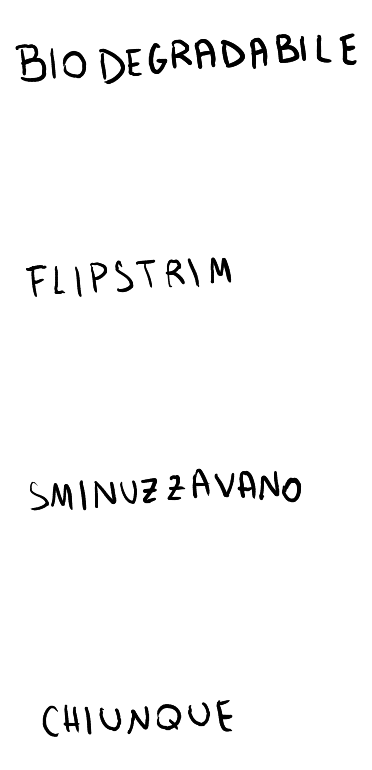 BIODEGRADABILE
FLIPSTRIM
SMINUZZAVANO
CHIUNQUE